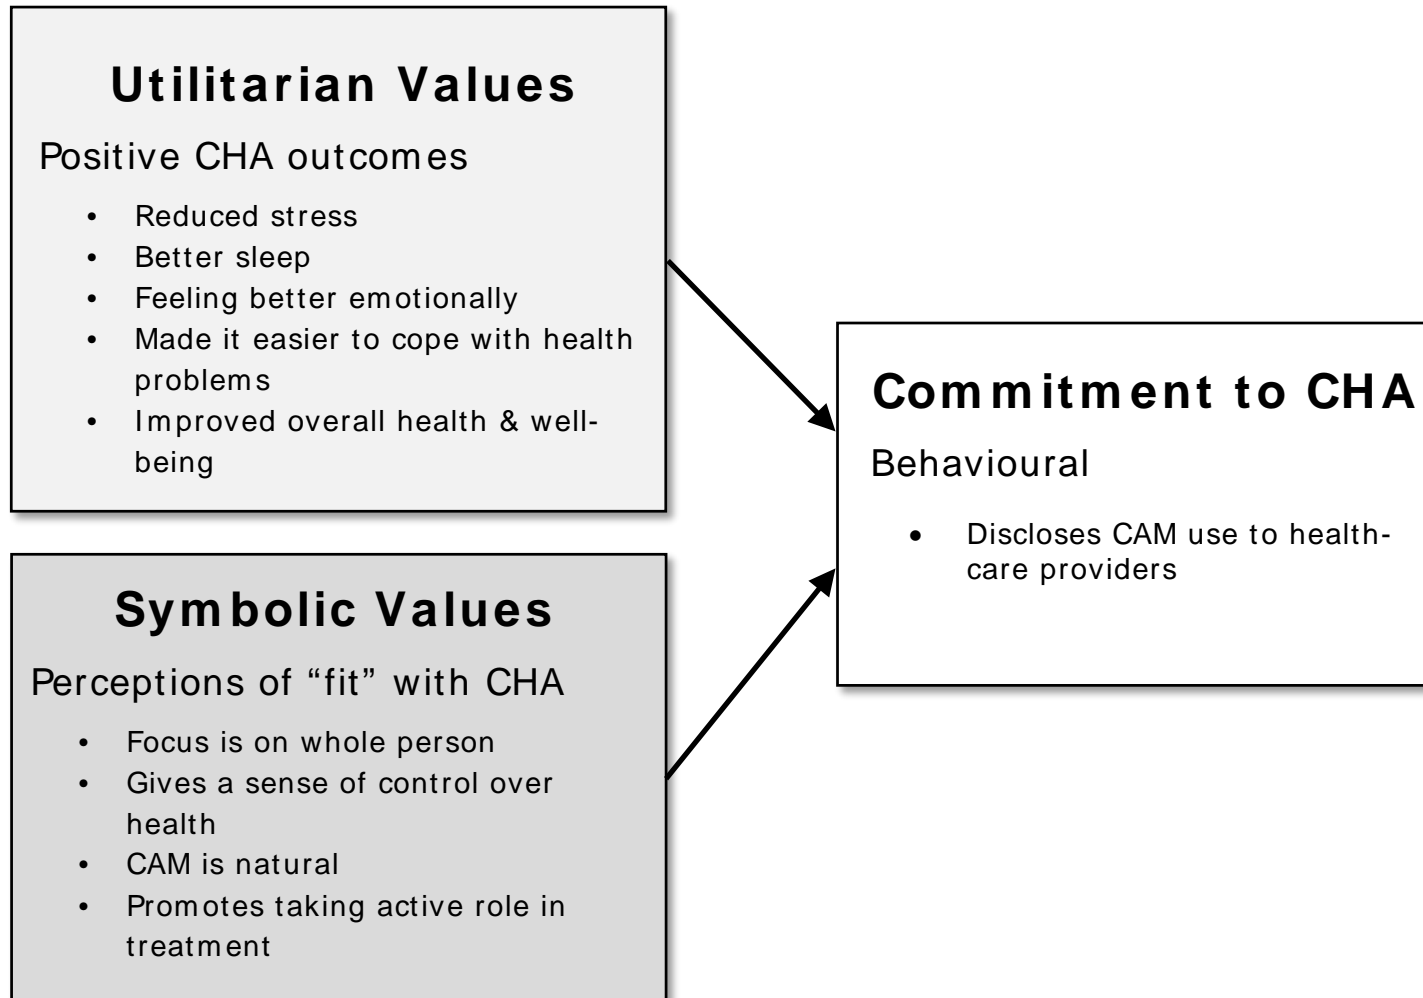 Utilitarian Values
Positive CHA outcomes
• Reduced stress
• Better sleep
• Feeling better emotionally
• Made it easier to cope with health
problems
• Improved overall health & well-
being
Symbolic Values
Perceptions of “fit” with CHA
• Focus is on whole person
• Gives a sense of control over
health
• CAM is natural
• Promotes taking active role in
treatment
Commitment to CHA
Behavioural
• Discloses CAM use to health-
care providers